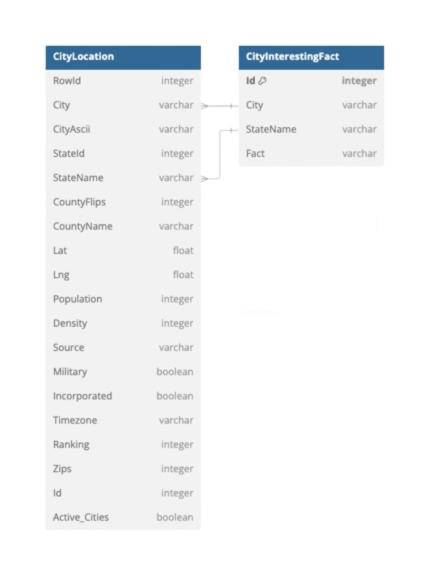 CityLocation
RowId integer
City varchar
CityAscii varchar
StateId integer
StateName varchar
CountyFlips integer
CountyName varchar
Lat float
Lng float
Population integer
Density integer
Source varchar
Military boolean
Incorporated boolean
Timezone varchar
Ranking integer
Zips integer
Id integer
Active_Cities boolean
CityInterestingFact
Id integer
City varchar
StateName varchar
Fact varchar